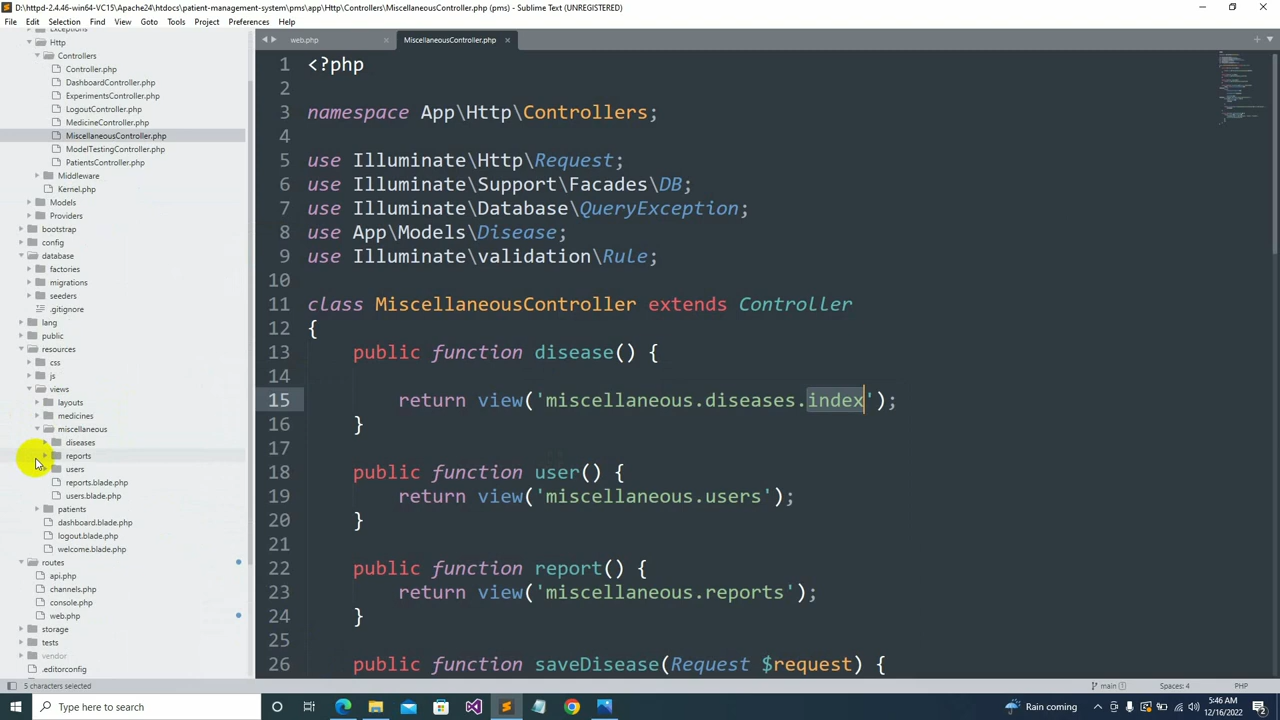 D:\httpd-2.4.46-win64-VC15\Apache24\htdocs\patient-management-system\pms\app\Http\Controllers\MiscellaneousController.php (pms) - Sublime Text (UNREGISTERED)
File Edit Selection Find View Goto Tools Project Preferences Help
web.php MiscellaneousController.php
Exceptions
Http
Controllers
Controller.php
DashboardController.php
ExperimentsController.php
LogoutController.php
MedicineController.php
MiscellaneousController.php
ModelTestingController.php
PatientsController.php
Middleware
Kernel.php
Models
Providers
bootstrap
config
database
factories
migrations
seeders
.gitignore
lang
public
resources
css
js
views
layouts
medicines
miscellaneous
diseases
reports
users
reports.blade.php
users.blade.php
patients
dashboard.blade.php
logout.blade.php
welcome.blade.php
routes
api.php
channels.php
console.php
web.php
storage
tests
vendor
.editorconfig
1 <?php
2
3 namespace App\Http\Controllers;
4
5 use Illuminate\Http\Request;
6 use Illuminate\Support\Facades\DB;
7 use Illuminate\Database\QueryException;
8 use App\Models\Disease;
9 use Illuminate\validation\Rule;
10
11 class MiscellaneousController extends Controller
12 {
13 public function disease() {
14
15 return view('miscellaneous.diseases.index');
16 }
17
18 public function user() {
19 return view('miscellaneous.users');
20 }
21
22 public function report() {
23 return view('miscellaneous.reports');
24 }
25
26 public function saveDisease(Request $request) {
5 characters selected main 1 Spaces: 4 PHP
Type here to search Rain coming 5:46 AM
12/16/2022 2